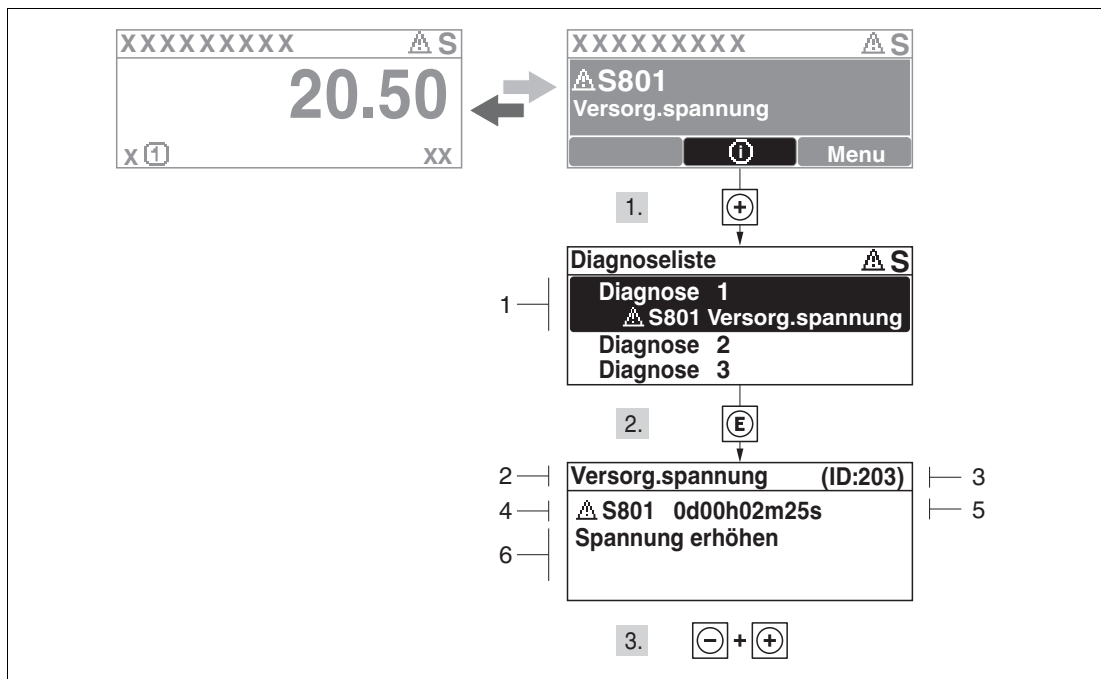 XXXXXXXXX ⚠ S
20.50
x ① xx
XXXXXXXXX ⚠ S
⚠ S801
Versorg.spannung
ⓘ Menu
1. +
Diagnoseliste ⚠ S
1
Diagnose 1
⚠ S801 Versorg.spannung
Diagnose 2
Diagnose 3
2. E
2 Versorg.spannung (ID:203) 3
4 ⚠ S801 0d00h02m25s 5
6 Spannung erhöhen
3. - + +